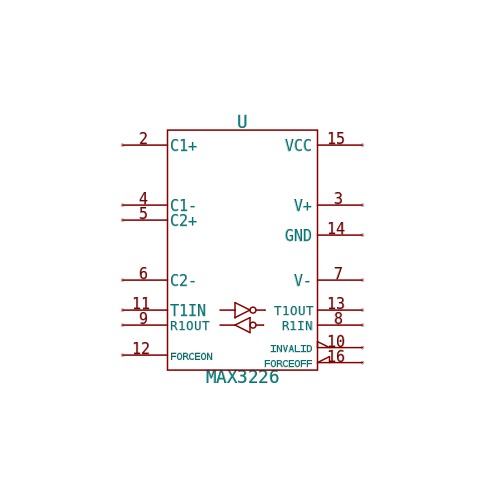 U
2 C1+ VCC 15
4 C1- V+ 3
5 C2+
GND 14
6 C2- V- 7
11 T1IN T1OUT 13
9 R1OUT R1IN 8
INVALID 10
12 FORCEON
FORCEOFF 16
MAX3226